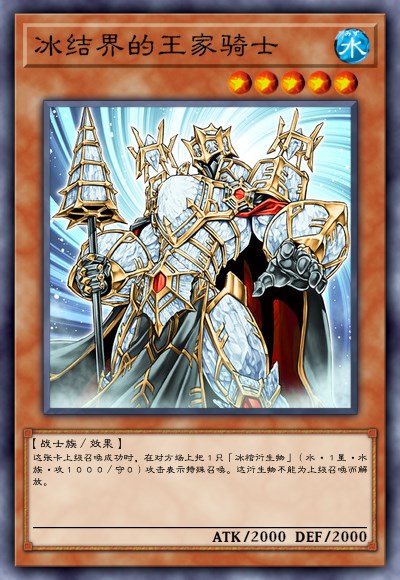 冰结界的王家骑士
水
【战士族／效果】
这张卡上级召唤成功时，在对方场上把１只「冰棺衍生物」（水·１星·水
族·攻１０００／守０）攻击表示特殊召唤。这衍生物不能为上级召唤而解
放。
ATK/2000 DEF/2000